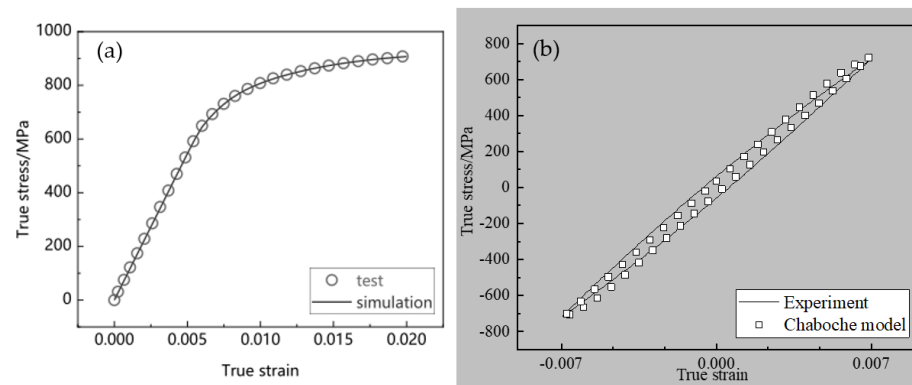 (a)
1000
800
600
400
200
0
True stress/MPa
0.000 0.005 0.010 0.015 0.020
True strain
test
simulation
(b)
800
600
400
200
0
-200
-400
-600
-800
True stress/MPa
-0.007 0.000 0.007
True strain
Experiment
Chaboche model